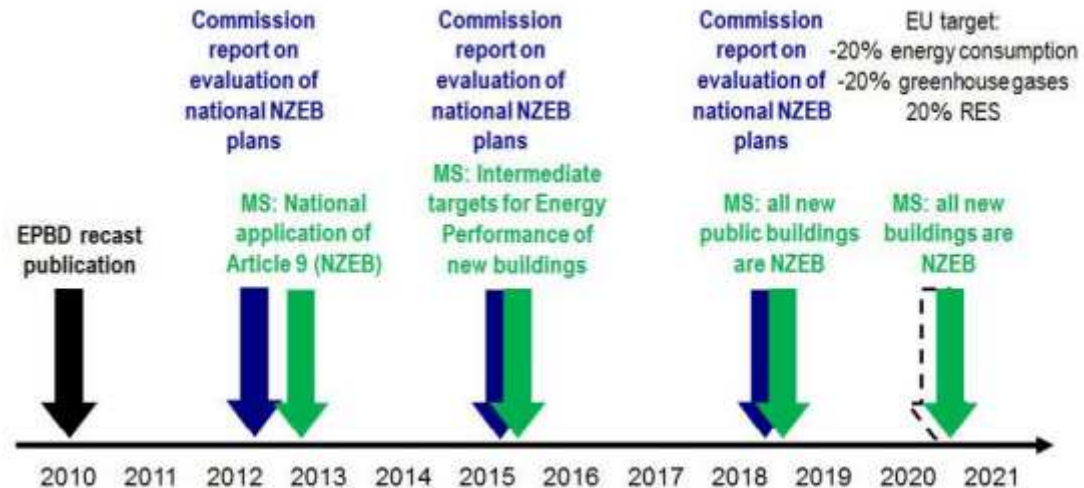 Commission
report on
evaluation of
national NZEB
plans
Commission
report on
evaluation of
national NZEB
plans
Commission
report on
evaluation of
national NZEB
plans
EU target:
-20% energy consumption
-20% greenhouse gases
20% RES
EPBD recast
publication
MS: National
application of
Article 9 (NZEB)
MS: Intermediate
targets for Energy
Performance of
new buildings
MS: all new
public buildings
are NZEB
MS: all new
buildings are
NZEB
2010 2011 2012 2013 2014 2015 2016 2017 2018 2019 2020 2021